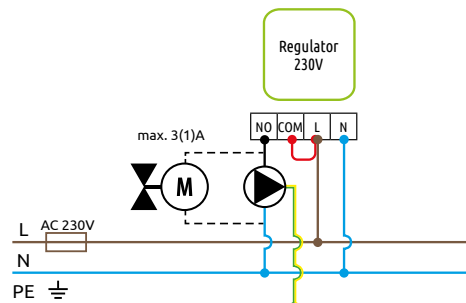 Regulator
230V
NO COM L N
max. 3(1)A
M
L AC 230V
N
PE